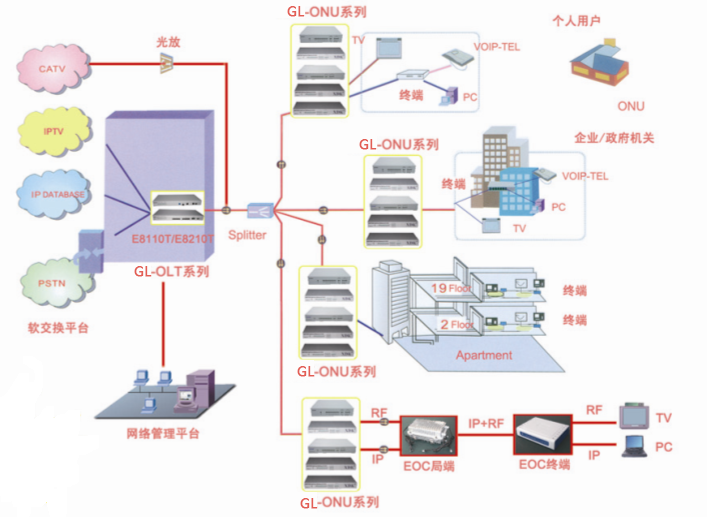 GL-ONU系列
个人用户
光放
TV
VOIP-TEL
CATV
终端
PC
ONU
IPTV
GL-ONU系列
企业/政府机关
VOIP-TEL
终端
IP DATABASE
PC
TV
E8110T/E8210T
Splitter
GL-OLT系列
PSTN
19 Floor
终端
软交换平台
2 Floor
终端
Apartment
GL-ONU系列
网络管理平台
RF
IP+RF
RF
TV
IP
EOC局端
EOC终端
IP
PC
GL-ONU系列